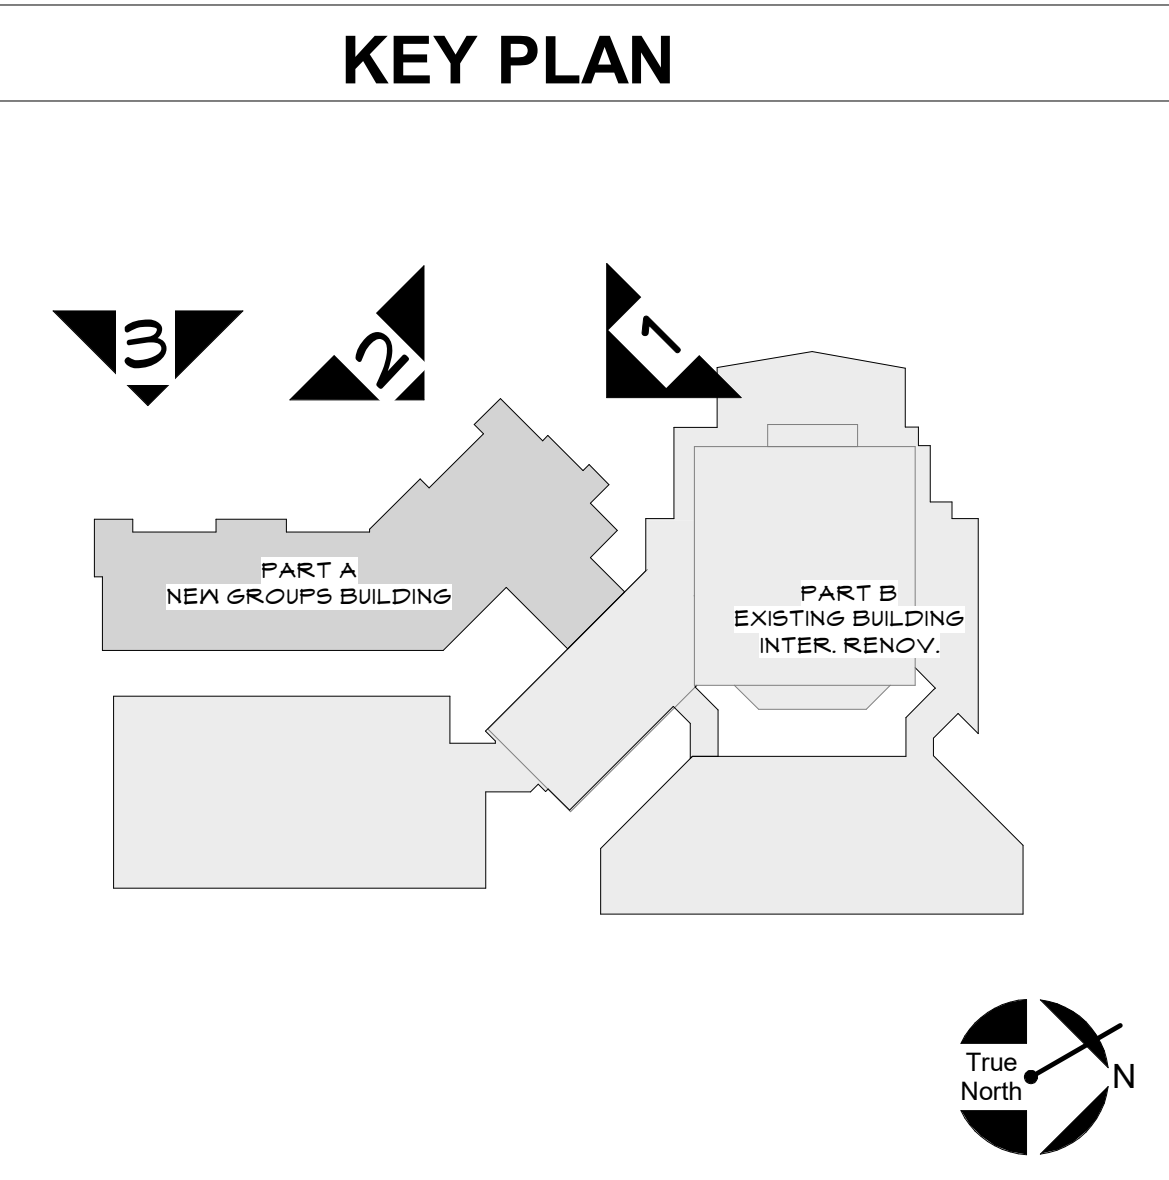 KEY PLAN
3
2
1
PART A
NEW GROUPS BUILDING
PART B
EXISTING BUILDING
INTER. RENOV.
True
North
N